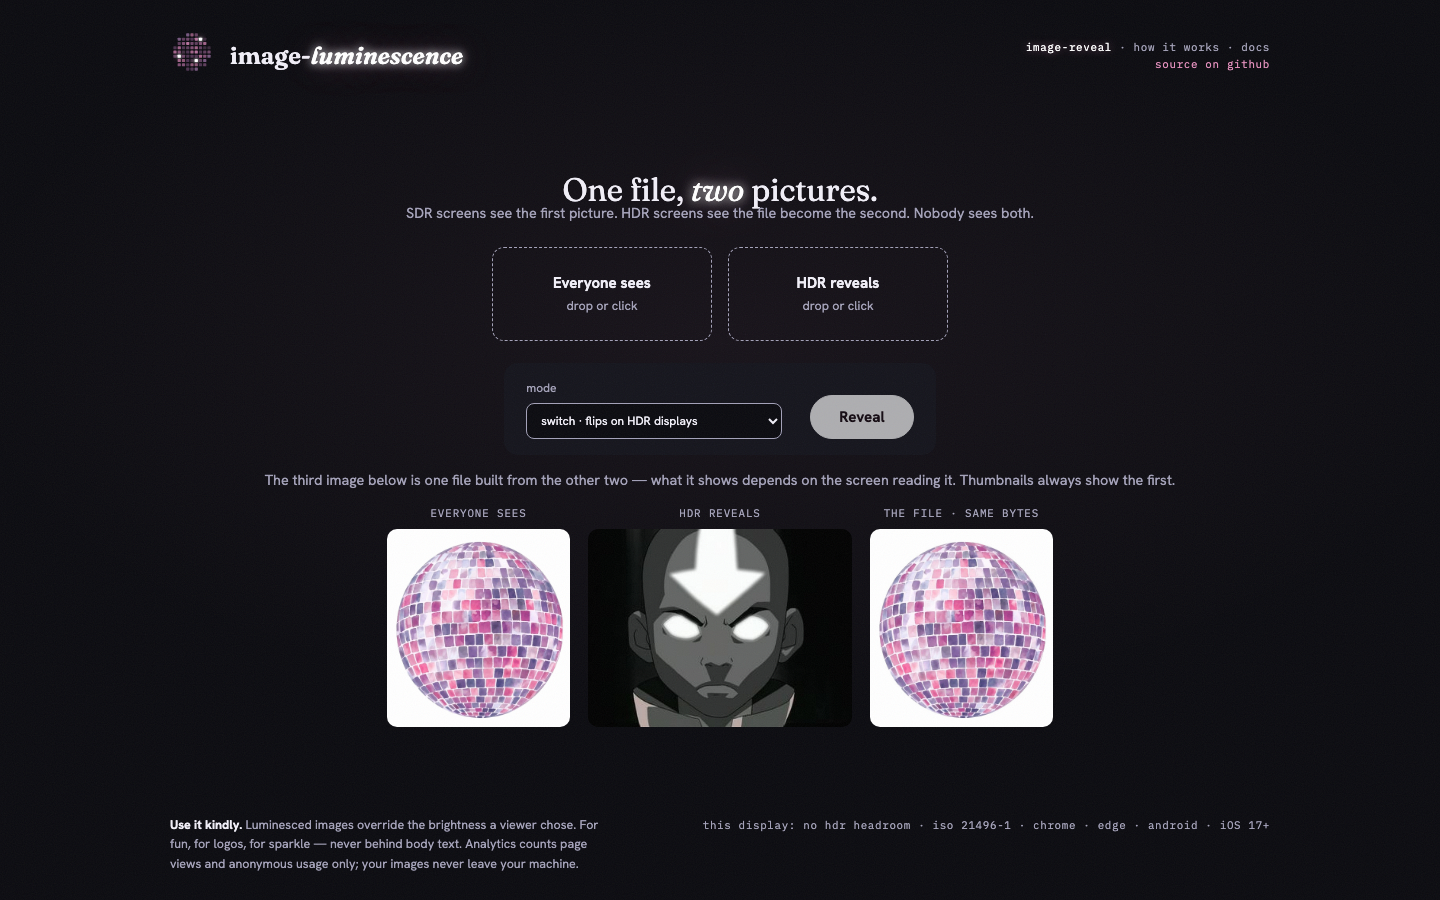 image-luminescence
image-reveal · how it works · docs
source on github
One file, two pictures.
SDR screens see the first picture. HDR screens see the file become the second. Nobody sees both.
Everyone sees
drop or click
HDR reveals
drop or click
mode
switch · flips on HDR displays
Reveal
The third image below is one file built from the other two — what it shows depends on the screen reading it. Thumbnails always show the first.
EVERYONE SEES
HDR REVEALS
THE FILE · SAME BYTES
Use it kindly. Luminesced images override the brightness a viewer chose. For
fun, for logos, for sparkle — never behind body text. Analytics counts page
views and anonymous usage only; your images never leave your machine.
this display: no hdr headroom · iso 21496-1 · chrome · edge · android · iOS 17+